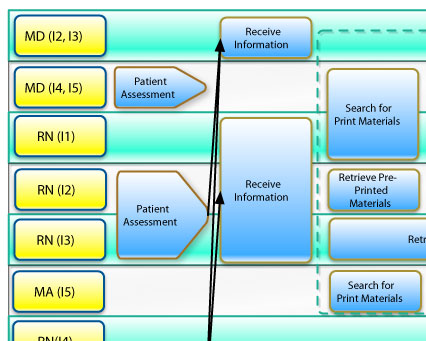 MD (I2, I3)
Receive
Information
MD (I4, I5)
Patient
Assessment
Search for
Print Materials
RN (I1)
RN (I2)
Patient
Assessment
Receive
Information
Retrieve Pre-
Printed
Materials
RN (I3)
Retr
MA (I5)
Search for
Print Materials
RN(I4)